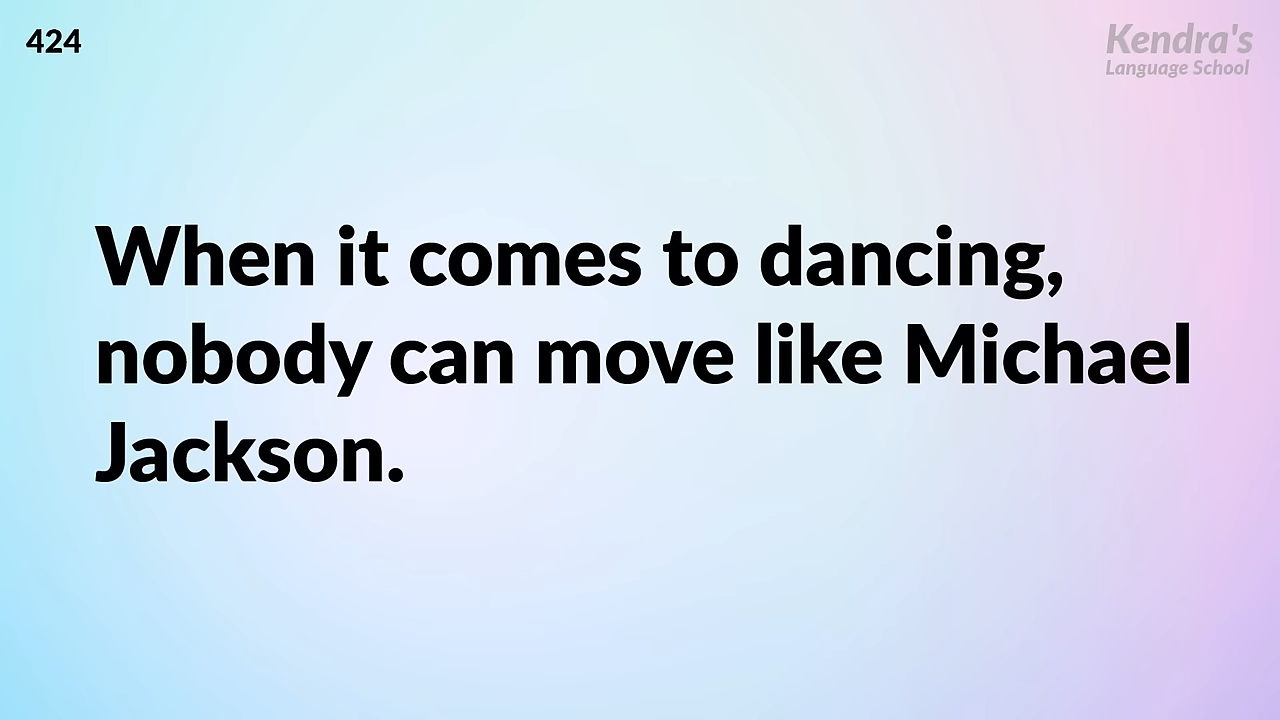 424
Kendra's
Language School
When it comes to dancing,
nobody can move like Michael
Jackson.